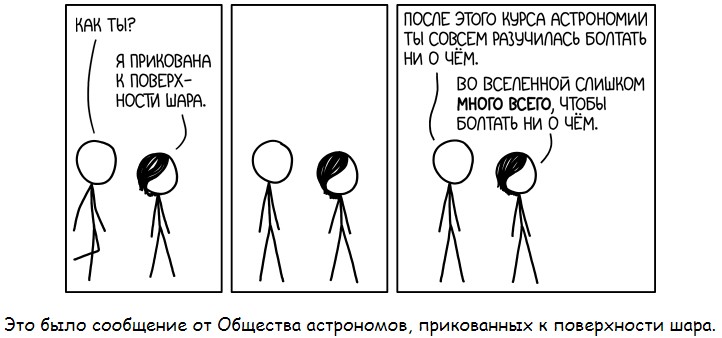 КАК ТЫ?
Я ПРИКОВАНА
К ПОВЕРХ-
НОСТИ ШАРА.
ПОСЛЕ ЭТОГО КУРСА АСТРОНОМИИ
ТЫ СОВСЕМ РАЗУЧИЛАСЬ БОЛТАТЬ
НИ О ЧЁМ.
ВО ВСЕЛЕННОЙ СЛИШКОМ
МНОГО ВСЕГО, ЧТОБЫ
БОЛТАТЬ НИ О ЧЁМ.
Это было сообщение от Общества астрономов, прикованных к поверхности шара.